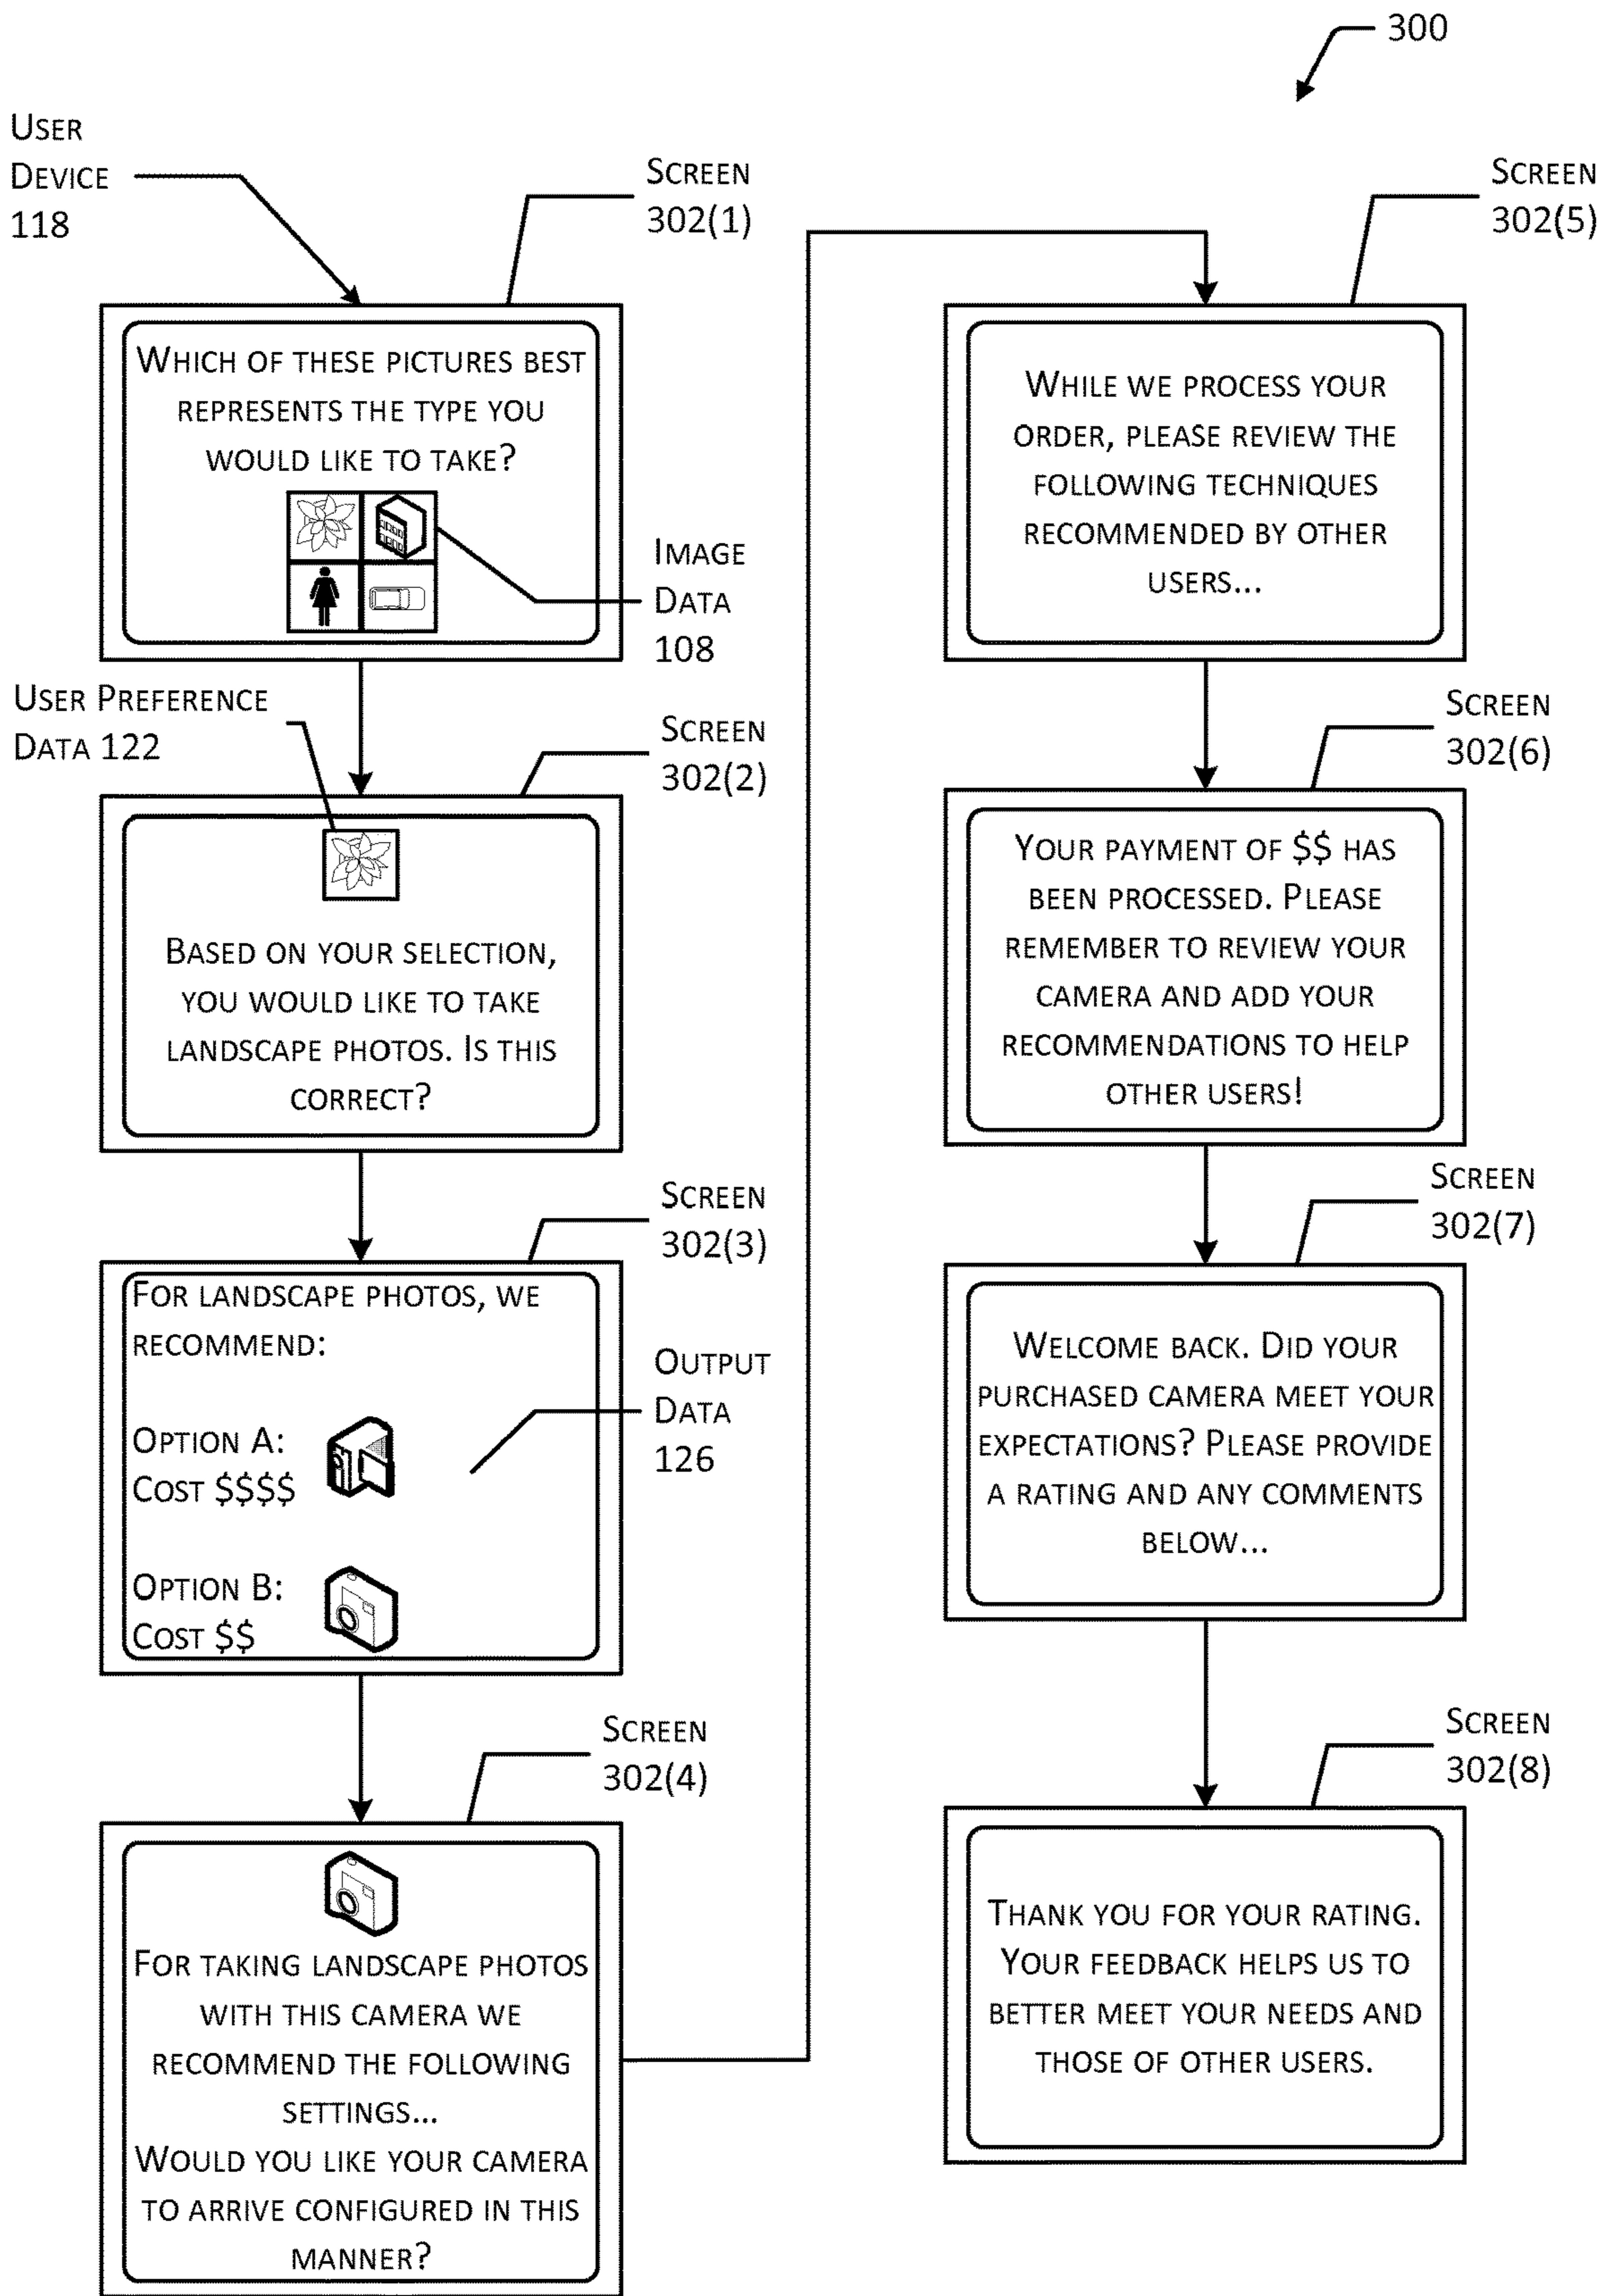 300
USER
DEVICE
118
SCREEN
302(1)
WHICH OF THESE PICTURES BEST
REPRESENTS THE TYPE YOU
WOULD LIKE TO TAKE?
IMAGE
DATA
108
USER PREFERENCE
DATA 122
SCREEN
302(2)
BASED ON YOUR SELECTION,
YOU WOULD LIKE TO TAKE
LANDSCAPE PHOTOS. IS THIS
CORRECT?
SCREEN
302(3)
FOR LANDSCAPE PHOTOS, WE
RECOMMEND:
OPTION A:
COST $$$$
OPTION B:
COST $$
OUTPUT
DATA
126
SCREEN
302(4)
FOR TAKING LANDSCAPE PHOTOS
WITH THIS CAMERA WE
RECOMMEND THE FOLLOWING
SETTINGS...
WOULD YOU LIKE YOUR CAMERA
TO ARRIVE CONFIGURED IN THIS
MANNER?
SCREEN
302(5)
WHILE WE PROCESS YOUR
ORDER, PLEASE REVIEW THE
FOLLOWING TECHNIQUES
RECOMMENDED BY OTHER
USERS...
SCREEN
302(6)
YOUR PAYMENT OF $$ HAS
BEEN PROCESSED. PLEASE
REMEMBER TO REVIEW YOUR
CAMERA AND ADD YOUR
RECOMMENDATIONS TO HELP
OTHER USERS!
SCREEN
302(7)
WELCOME BACK. DID YOUR
PURCHASED CAMERA MEET YOUR
EXPECTATIONS? PLEASE PROVIDE
A RATING AND ANY COMMENTS
BELOW...
SCREEN
302(8)
THANK YOU FOR YOUR RATING.
YOUR FEEDBACK HELPS US TO
BETTER MEET YOUR NEEDS AND
THOSE OF OTHER USERS.